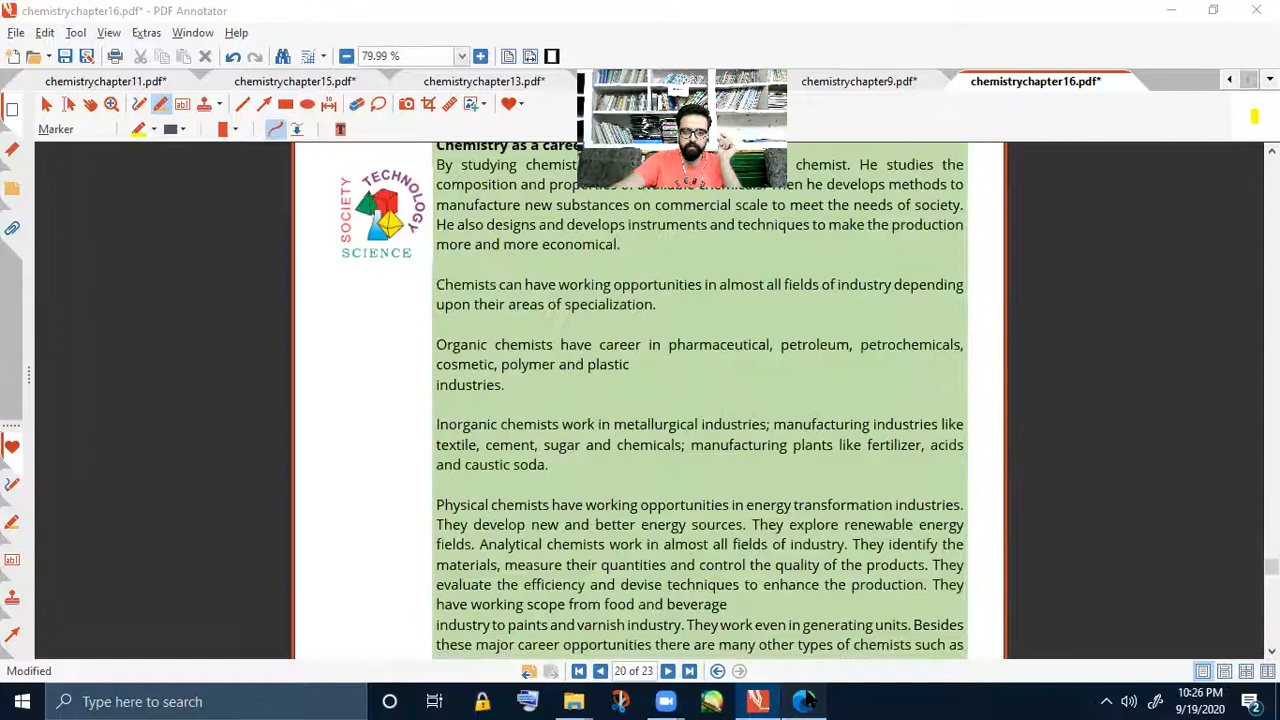 chemistrychapter16.pdf* - PDF Annotator
File Edit Tool View Extras Window Help
79.99 %
chemistrychapter11.pdf* chemistrychapter15.pdf* chemistrychapter13.pdf* chemistrychapter9.pdf* chemistrychapter16.pdf*
Marker
Chemistry as a caree
By studying chemist chemist. He studies the
composition and prop hen he develops methods to
manufacture new substances on commercial scale to meet the needs of society.
He also designs and develops instruments and techniques to make the production
more and more economical.
SOCIETY TECHNOLOGY
SCIENCE
Chemists can have working opportunities in almost all fields of industry depending
upon their areas of specialization.
Organic chemists have career in pharmaceutical, petroleum, petrochemicals,
cosmetic, polymer and plastic
industries.
Inorganic chemists work in metallurgical industries; manufacturing industries like
textile, cement, sugar and chemicals; manufacturing plants like fertilizer, acids
and caustic soda.
Physical chemists have working opportunities in energy transformation industries.
They develop new and better energy sources. They explore renewable energy
fields. Analytical chemists work in almost all fields of industry. They identify the
materials, measure their quantities and control the quality of the products. They
evaluate the efficiency and devise techniques to enhance the production. They
have working scope from food and beverage
industry to paints and varnish industry. They work even in generating units. Besides
these major career opportunities there are many other types of chemists such as
Modified 20 of 23
Type here to search
10:26 PM
9/19/2020
2